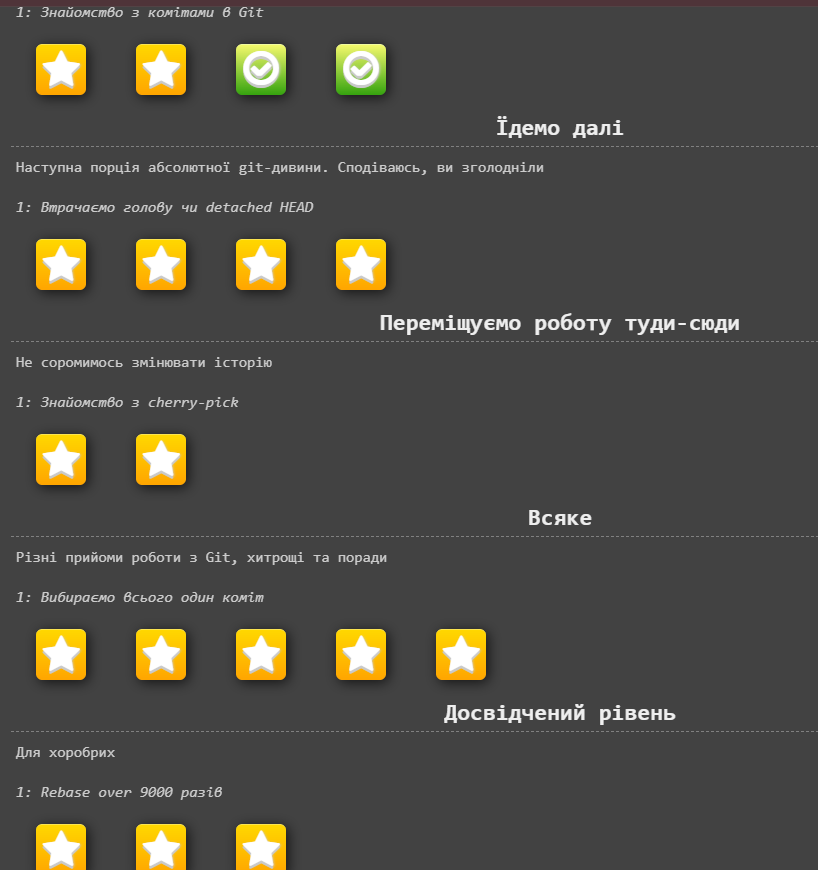 1: Знайомство з комітами в Git
Їдемо далі
Наступна порція абсолютної git-дивини. Сподіваюсь, ви зголодніли
1: Втрачаємо голову чи detached HEAD
Переміщуємо роботу туди-сюди
Не соромимось змінювати історію
1: Знайомство з cherry-pick
Всяке
Різні прийоми роботи з Git, хитрощі та поради
1: Вибираємо всього один коміт
Досвідчений рівень
Для хоробрих
1: Rebase over 9000 разів